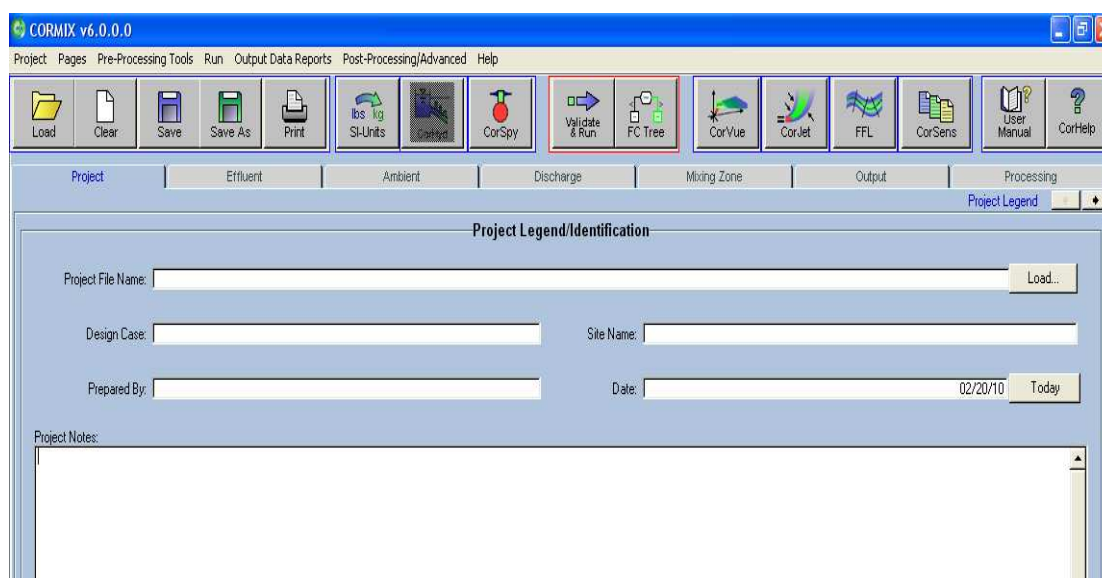 CORMIX v6.0.0.0
Project Pages Pre-Processing Tools Run Output Data Reports Post-Processing/Advanced Help
Load Clear Save Save As Print lbs kg SI-Units CorHyd CorSpy Validate & Run FC Tree CorVue CorJet FFL CorSens User Manual CorHelp
Project Effluent Ambient Discharge Mixing Zone Output Processing
Project Legend
Project Legend/Identification
Project File Name: Load...
Design Case: Site Name:
Prepared By: Date: 02/20/10 Today
Project Notes: